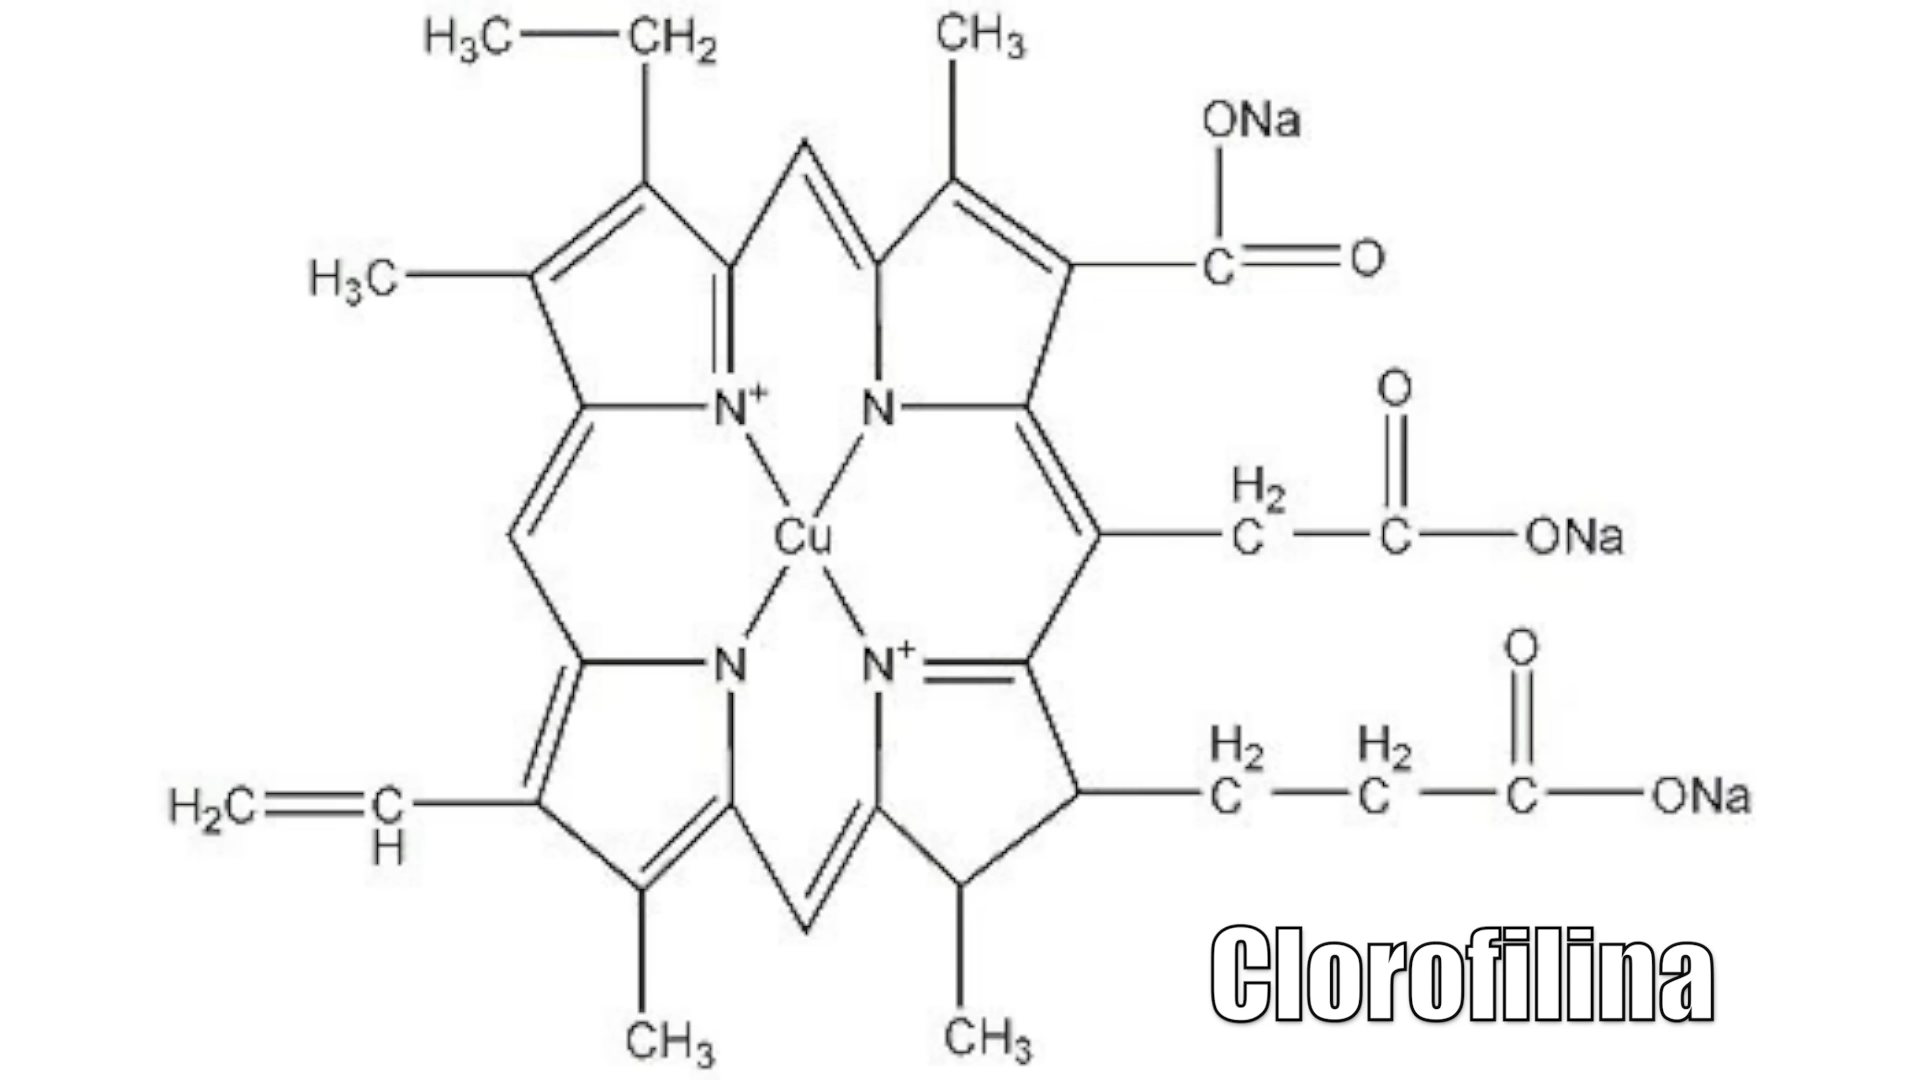 H₃C CH₂ CH₃
ONa
H₃C C O
O
N⁺ N
H₂
Cu C C ONa
O
N N⁺
H₂ H₂
H₂C C C C C ONa
H
Clorofilina
CH₃ CH₃